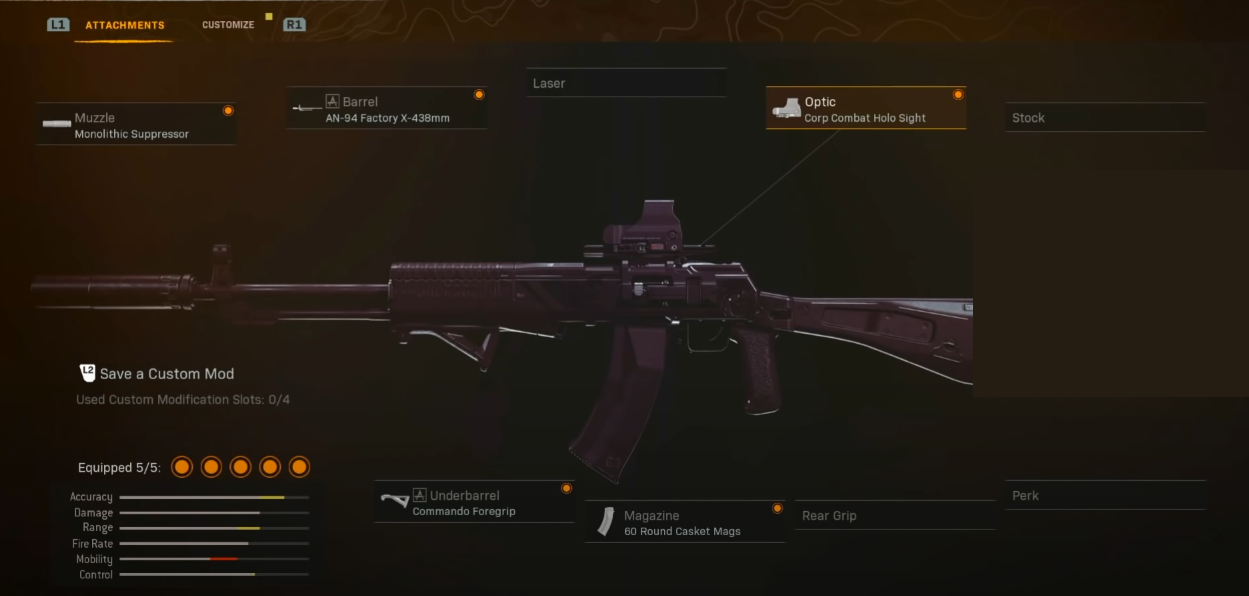 L1 ATTACHMENTS CUSTOMIZE R1
Laser
Barrel
AN-94 Factory X-438mm
Optic
Corp Combat Holo Sight
Muzzle
Monolithic Suppressor
Stock
L2 Save a Custom Mod
Used Custom Modification Slots: 0/4
Equipped 5/5:
Accuracy
Damage
Range
Fire Rate
Mobility
Control
Underbarrel
Commando Foregrip
Magazine
60 Round Casket Mags
Rear Grip
Perk